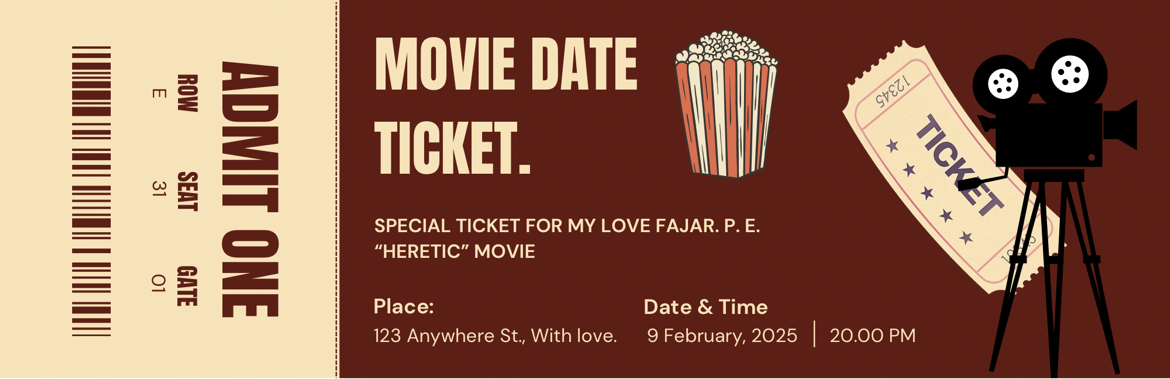 ADMIT ONE
ROW SEAT GATE
E 31 01
MOVIE DATE
TICKET.
SPECIAL TICKET FOR MY LOVE FAJAR. P. E.
“HERETIC” MOVIE
Place:
123 Anywhere St., With love.
Date & Time
9 February, 2025 | 20.00 PM
12345
TICKET